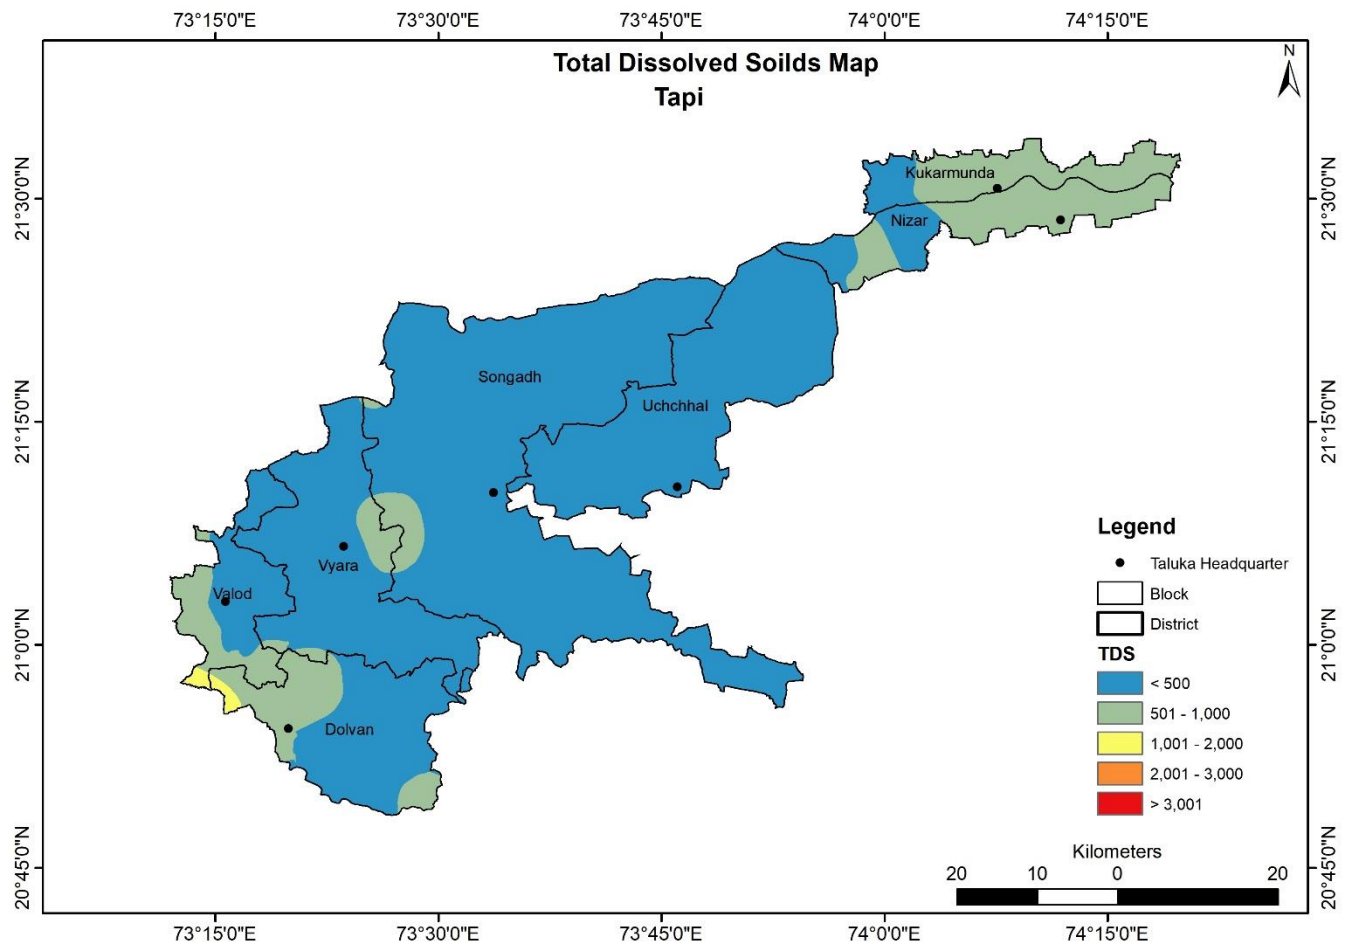 73°15'0"E 73°30'0"E 73°45'0"E 74°0'0"E 74°15'0"E
Total Dissolved Soilds Map
Tapi
N
21°30'0"N
21°30'0"N
Kukarmunda
Nizar
Songadh
Uchchhal
21°15'0"N
21°15'0"N
Vyara
Valod
Dolvan
21°0'0"N
21°0'0"N
Legend
Taluka Headquarter
Block
District
TDS
< 500
501 - 1,000
1,001 - 2,000
2,001 - 3,000
> 3,001
Kilometers
20 10 0 20
20°45'0"N
20°45'0"N
73°15'0"E 73°30'0"E 73°45'0"E 74°0'0"E 74°15'0"E